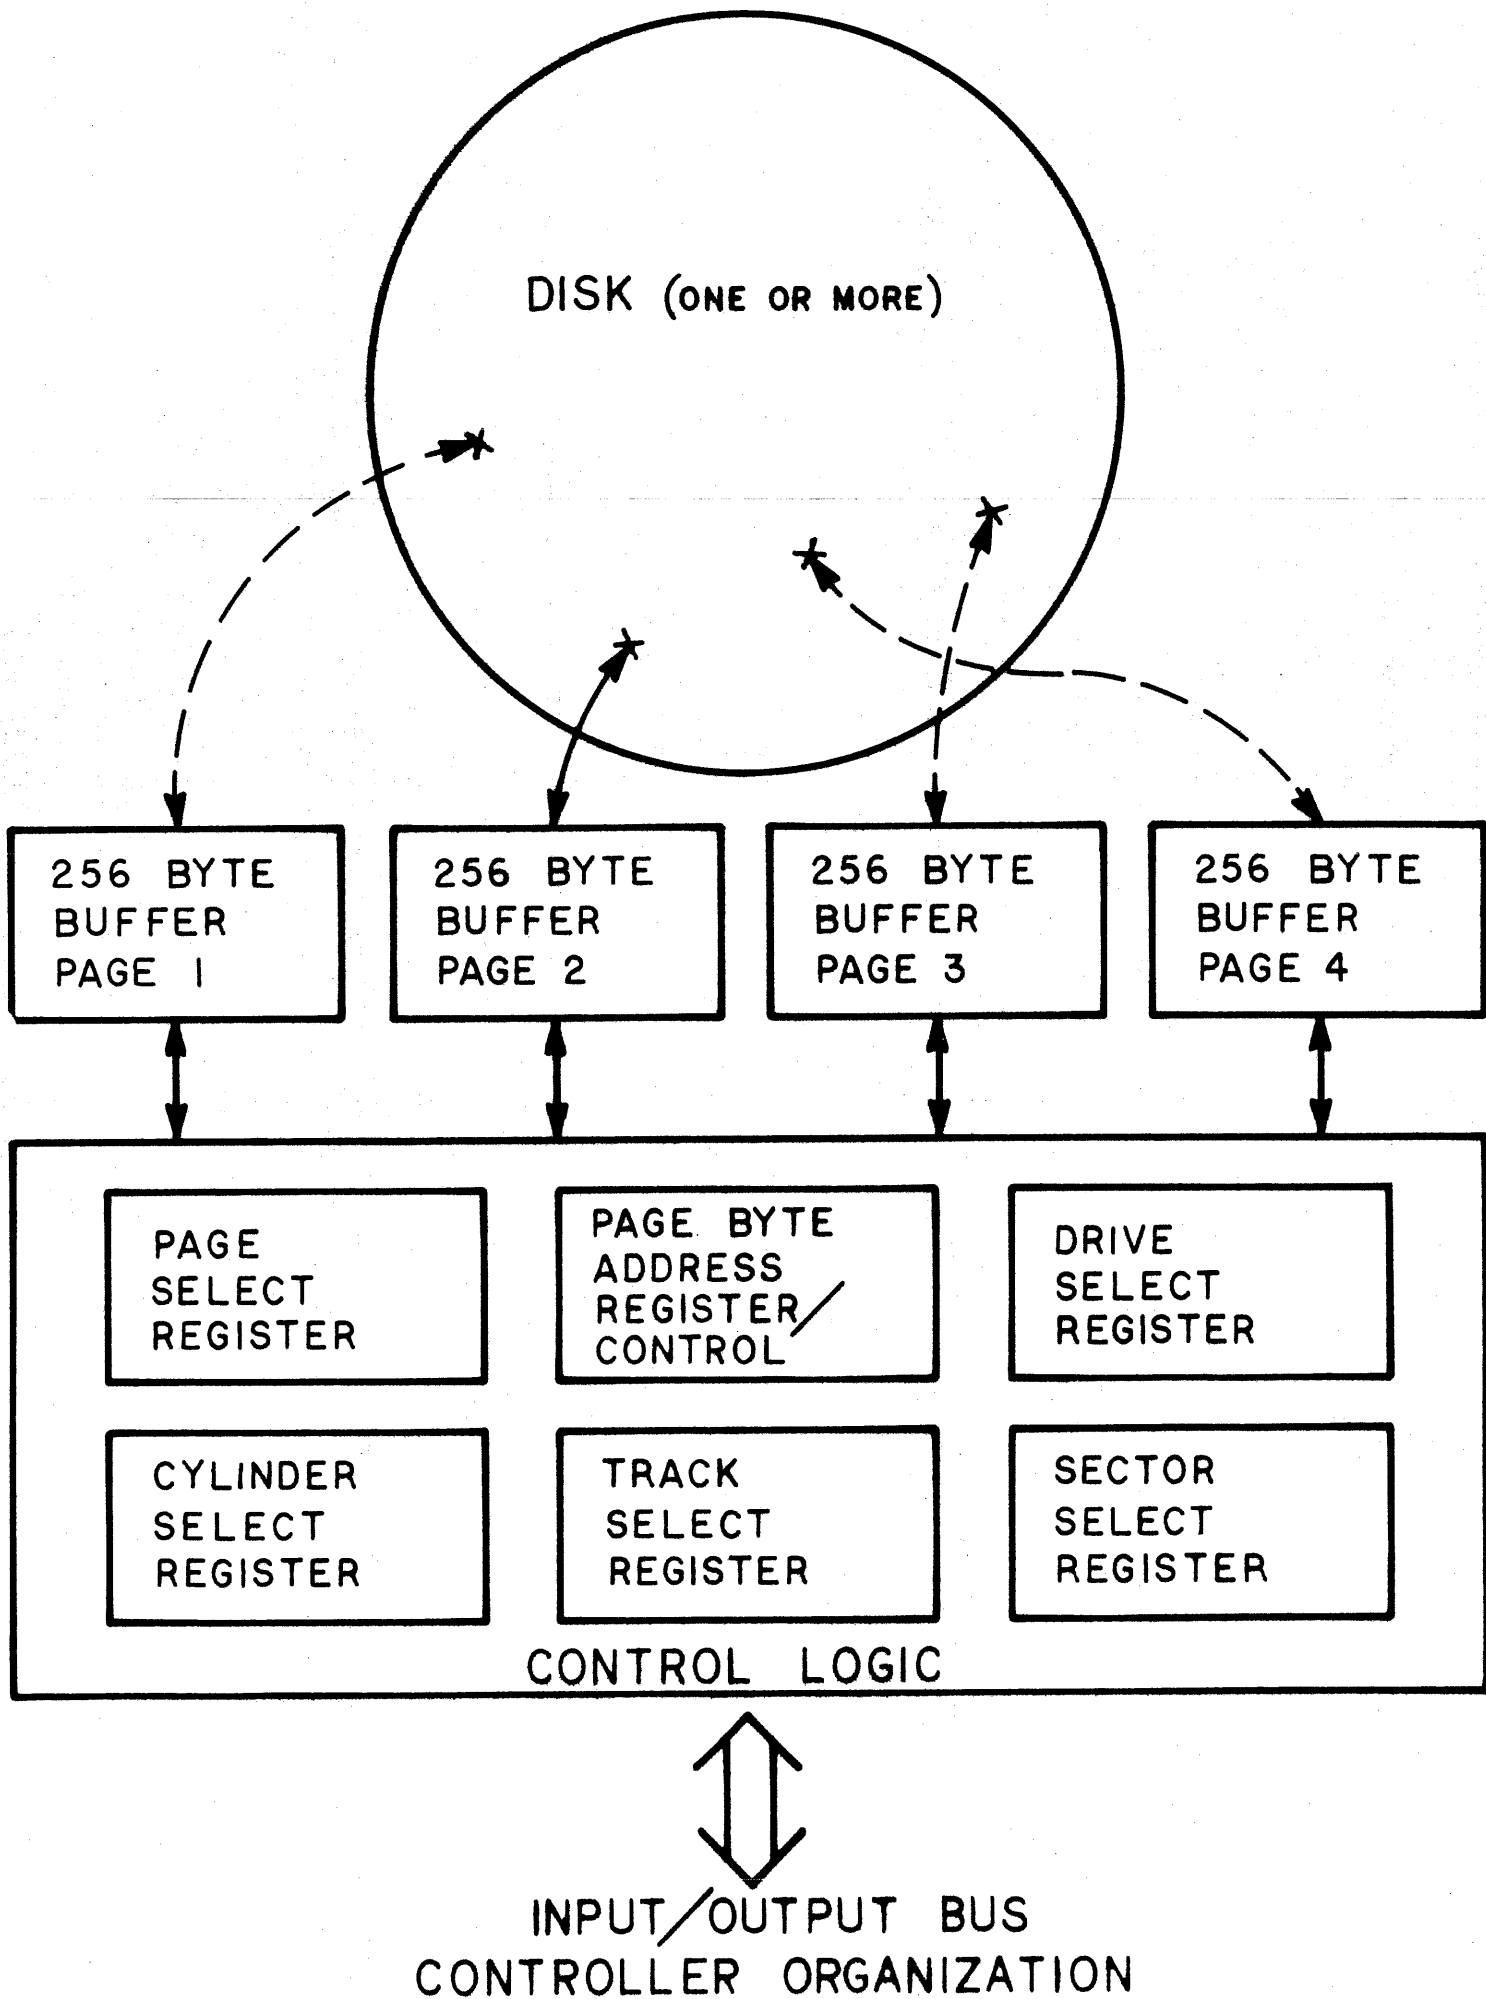 DISK (ONE OR MORE)
256 BYTE
BUFFER
PAGE 1
256 BYTE
BUFFER
PAGE 2
256 BYTE
BUFFER
PAGE 3
256 BYTE
BUFFER
PAGE 4
PAGE
SELECT
REGISTER
PAGE BYTE
ADDRESS
REGISTER/
CONTROL
DRIVE
SELECT
REGISTER
CYLINDER
SELECT
REGISTER
TRACK
SELECT
REGISTER
SECTOR
SELECT
REGISTER
CONTROL LOGIC
INPUT/OUTPUT BUS
CONTROLLER ORGANIZATION